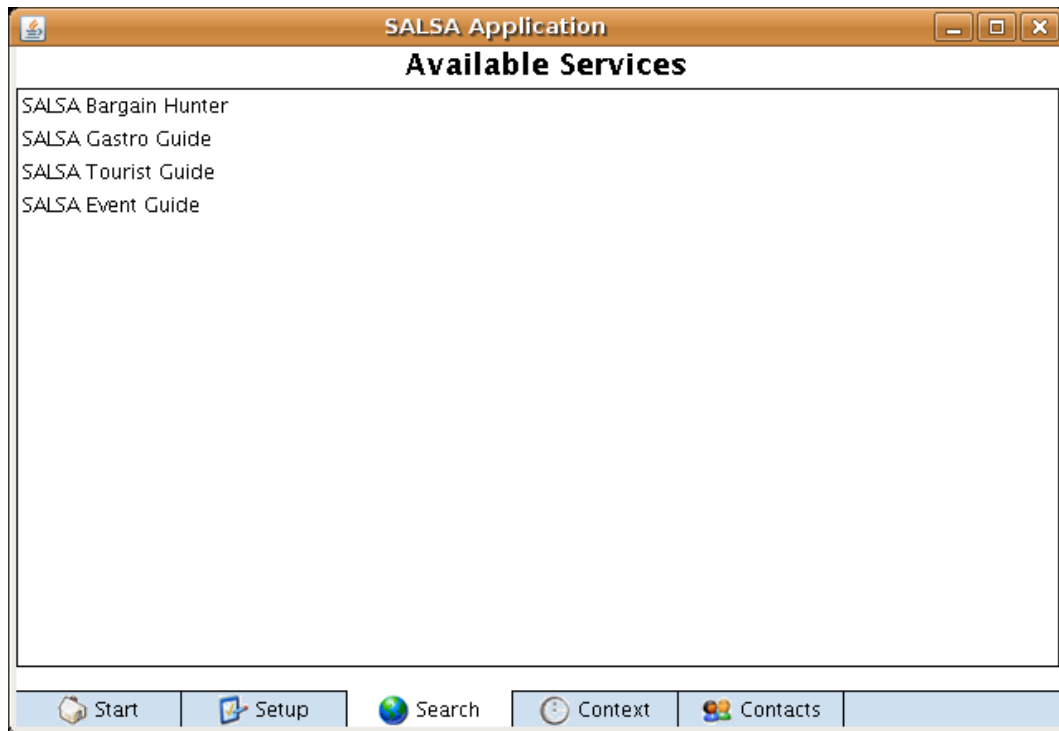 SALSA Application
Available Services
SALSA Bargain Hunter
SALSA Gastro Guide
SALSA Tourist Guide
SALSA Event Guide
Start Setup Search Context Contacts